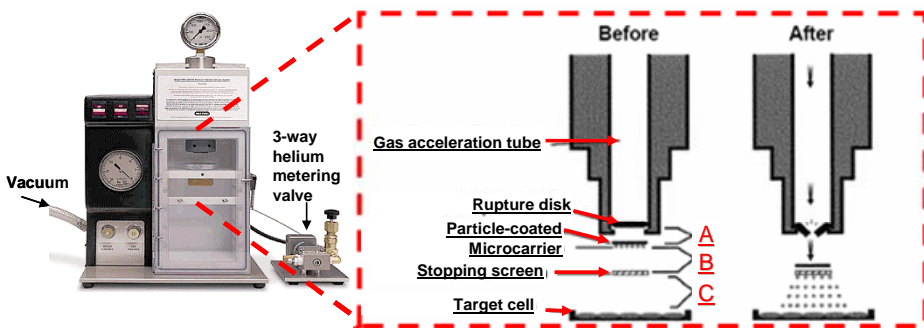 Before
After
3-way
helium
metering
valve
Vacuum
Gas acceleration tube
Rupture disk
Particle-coated
Microcarrier
Stopping screen
Target cell
A
B
C